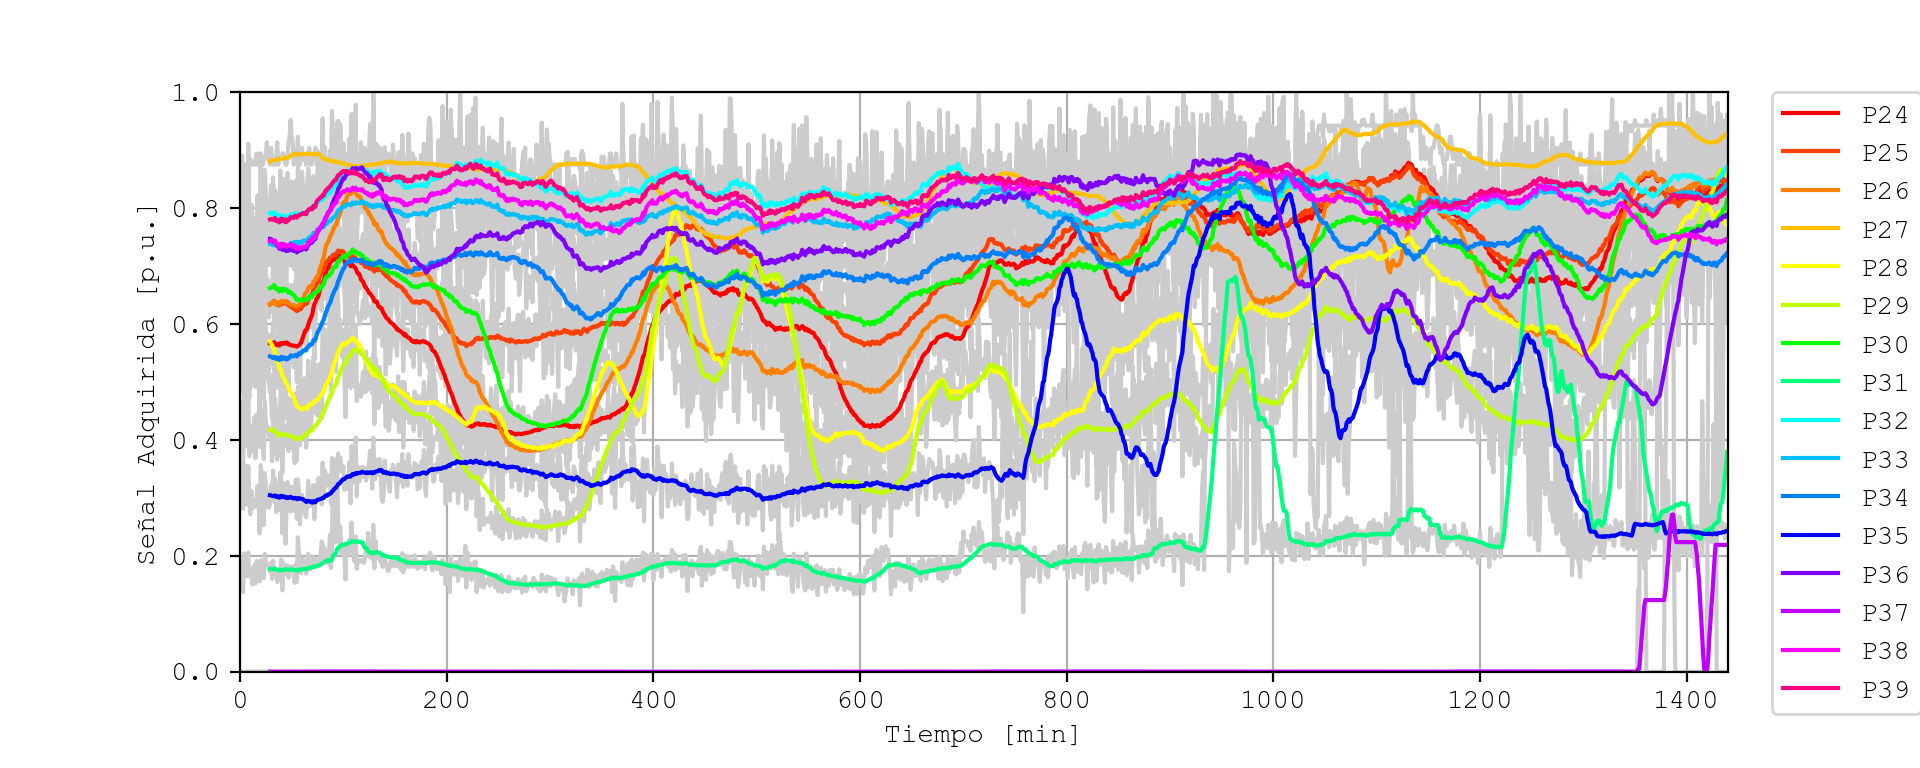 1.0
0.8
0.6
0.4
0.2
0.0
Señal Adquirida [p.u.]
0 200 400 600 800 1000 1200 1400
Tiempo [min]
P24
P25
P26
P27
P28
P29
P30
P31
P32
P33
P34
P35
P36
P37
P38
P39